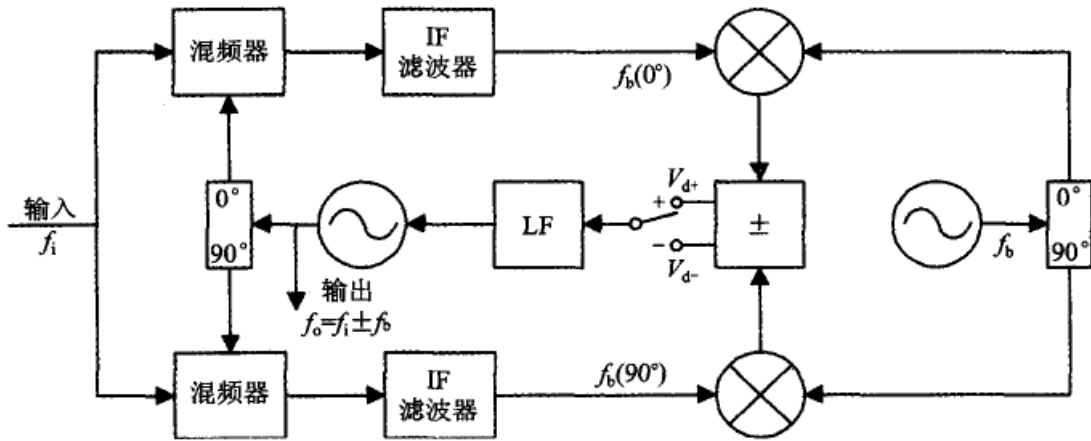 混频器
IF
滤波器
f_b(0°)
输入
f_i
0°
90°
LF
+
V_d+
−
V_d−
±
f_b
0°
90°
输出
f_o=f_i±f_b
混频器
IF
滤波器
f_b(90°)